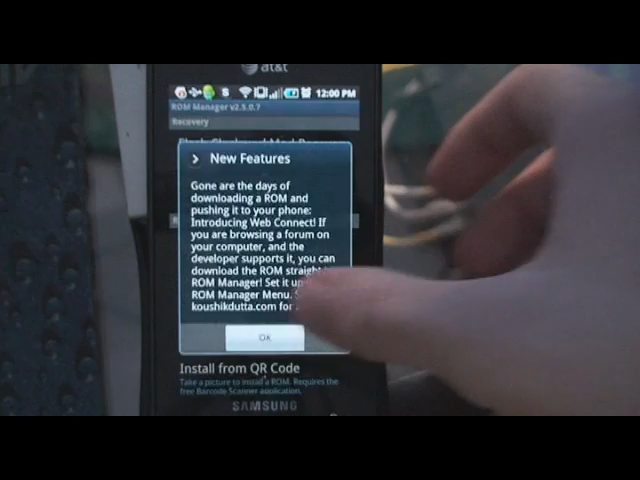 at&t
S 12:00 PM
ROM Manager v2.5.0.7
Recovery
New Features
Gone are the days of
downloading a ROM and
pushing it to your phone:
Introducing Web Connect! If
you are browsing a forum on
your computer, and the
developer supports it, you can
download the ROM straight
ROM Manager! Set it up
ROM Manager Menu.
koushikdutta.com for
OK
Install from QR Code
Take a picture to install a ROM. Requires the
free Barcode Scanner application.
SAMSUNG